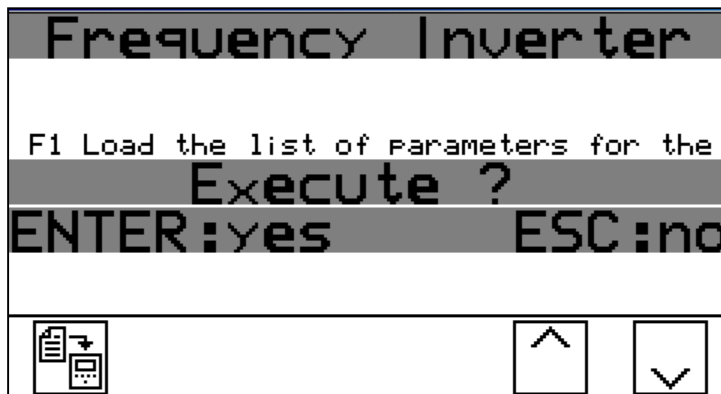 Frequency Inverter
F1 Load the list of parameters for the
Execute ?
ENTER:yes ESC:no